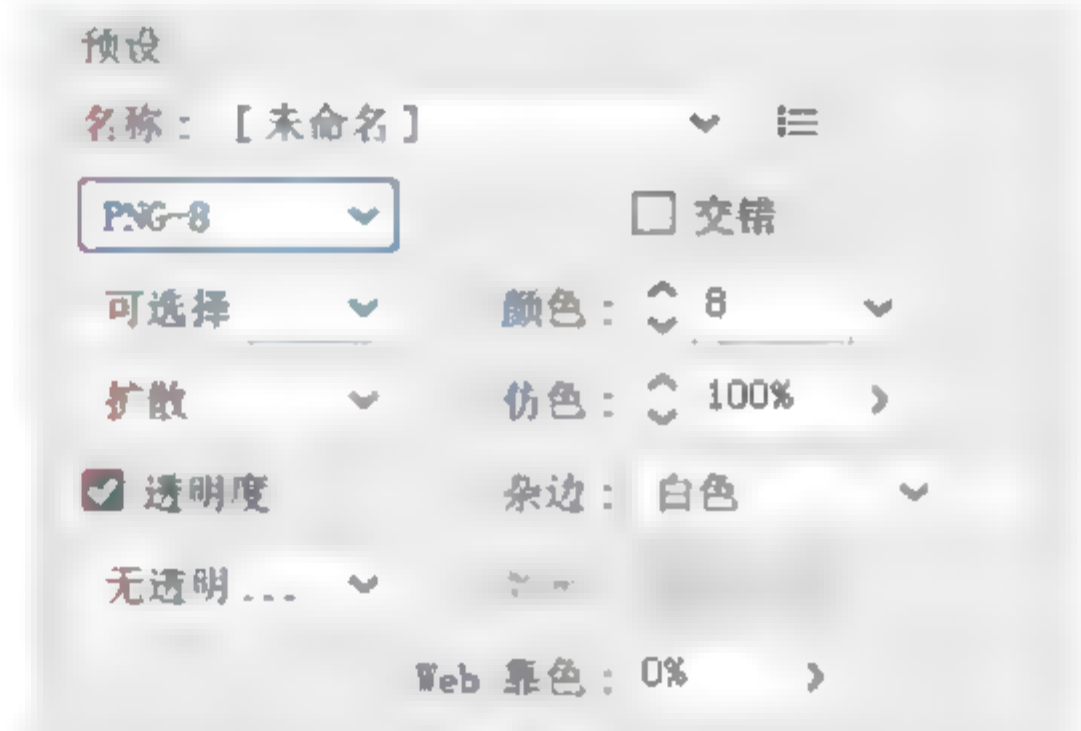 预设
名称： [未命名]
PNG-8 交错
可选择 颜色： 8
扩散 仿色： 100%
透明度 杂边： 白色
无透明...
Web 靠色： 0%